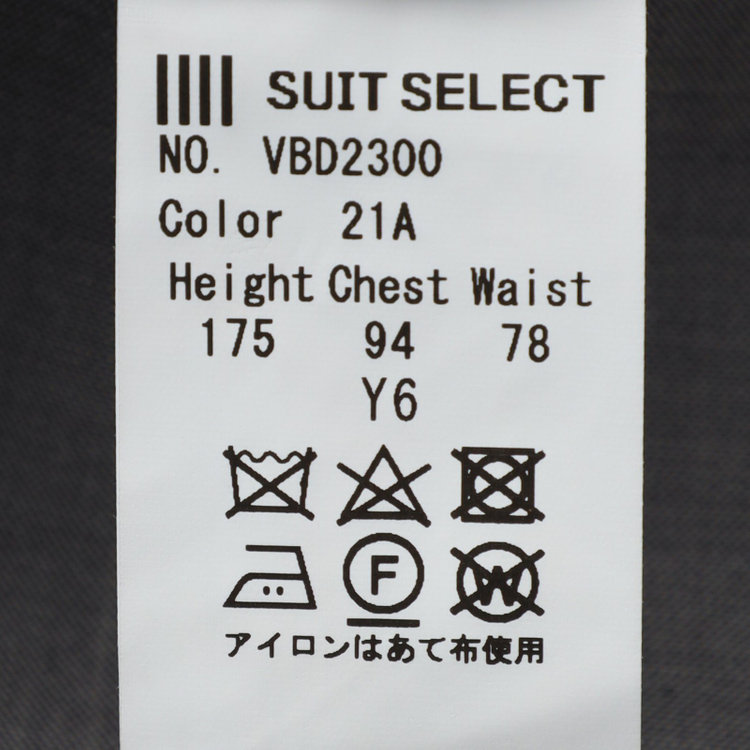 SUIT SELECT
NO. VBD2300
Color 21A
Height Chest Waist
175 94 78
Y6
F W
アイロンはあて布使用